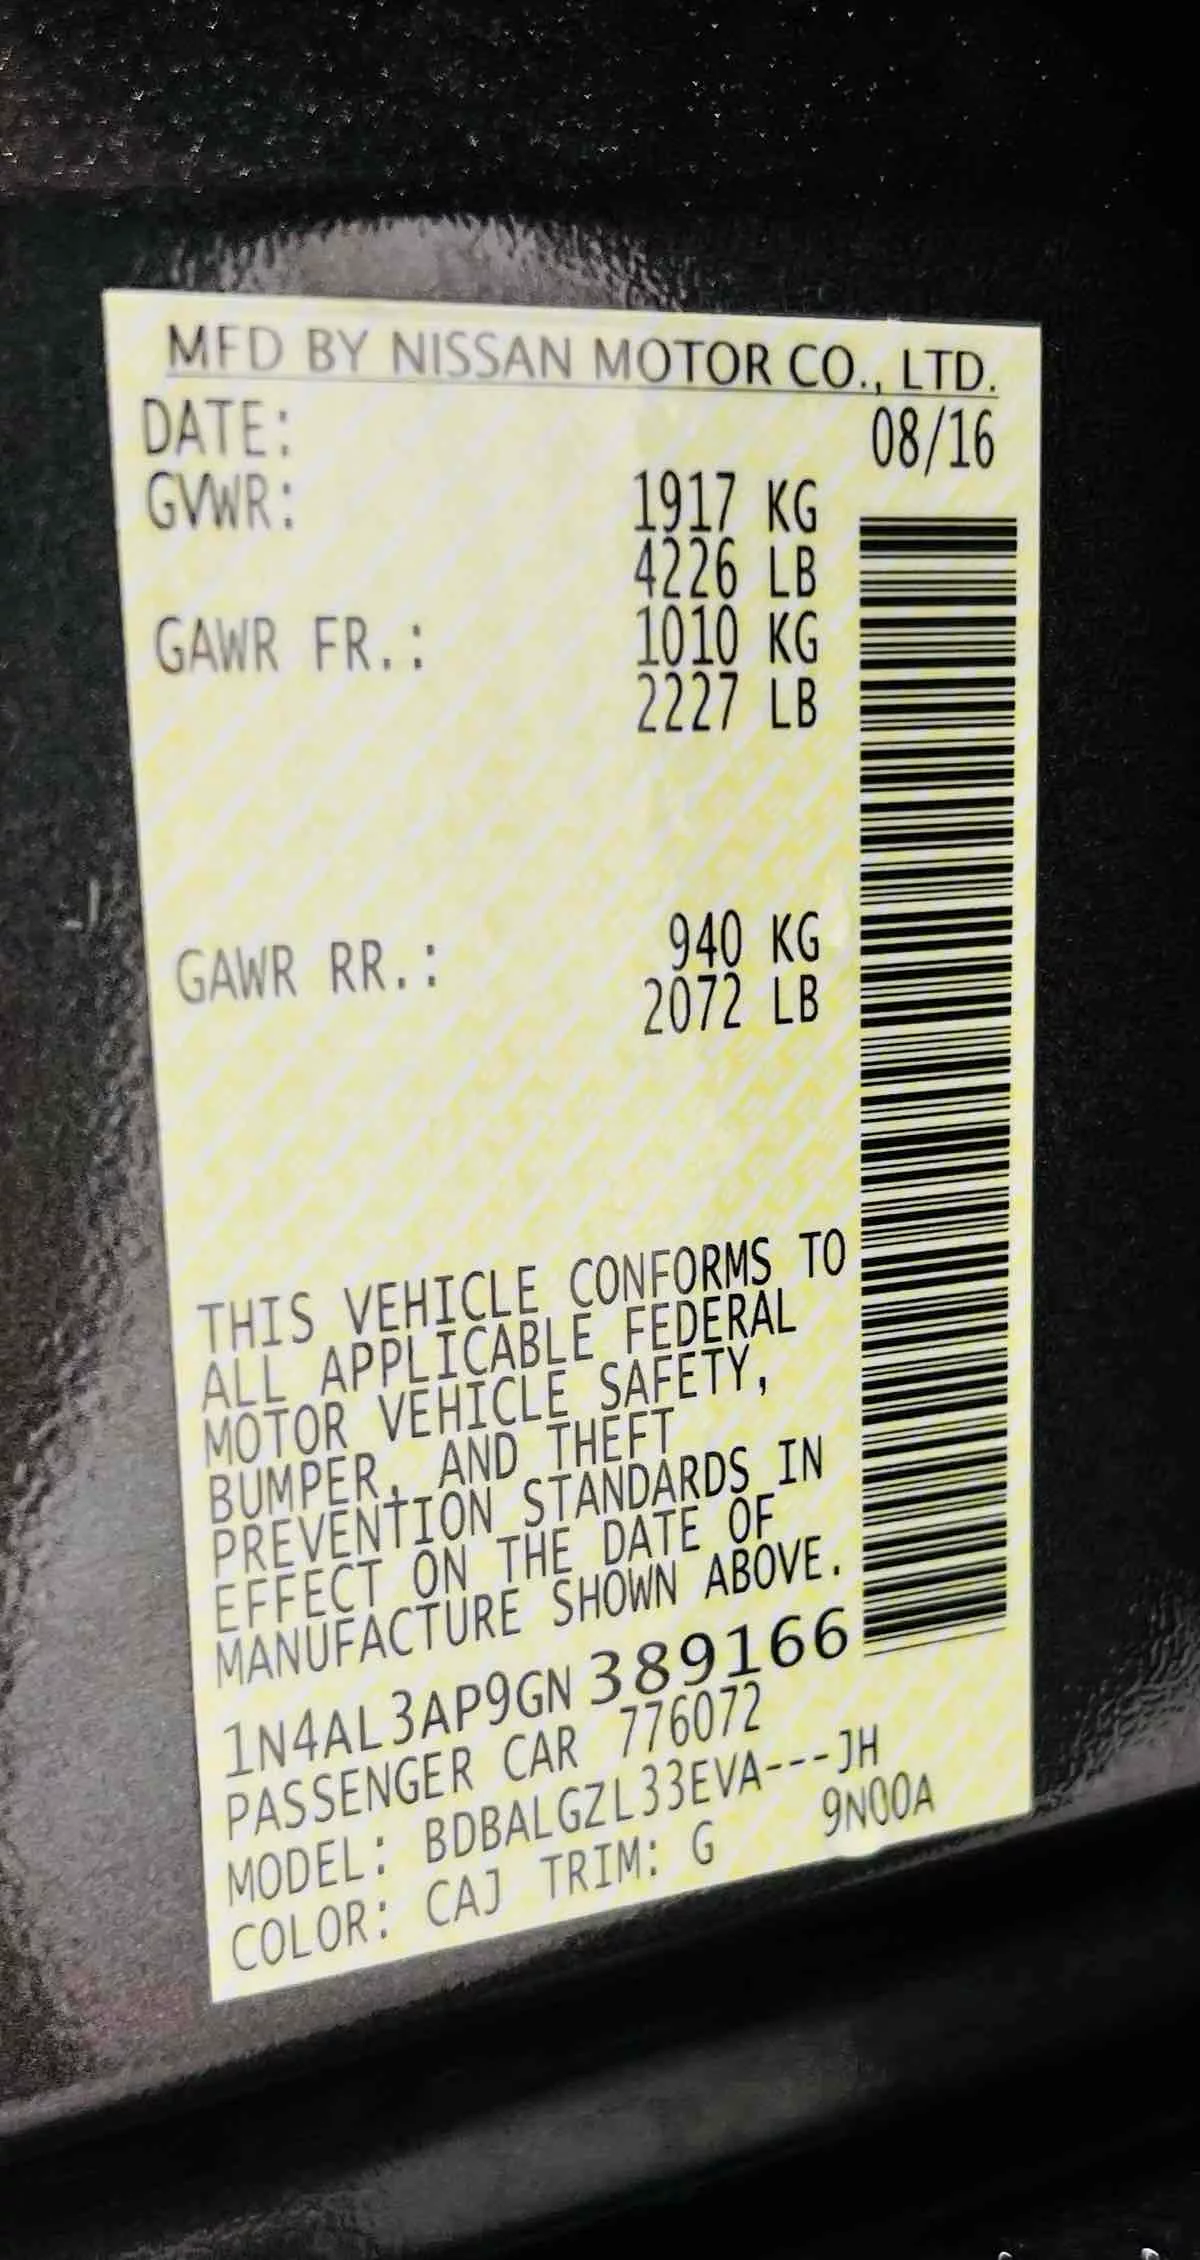 MFD BY NISSAN MOTOR CO., LTD.
DATE: 08/16
GVWR: 1917 KG
4226 LB
GAWR FR.: 1010 KG
2227 LB
GAWR RR.: 940 KG
2072 LB
THIS VEHICLE CONFORMS TO
ALL APPLICABLE FEDERAL
MOTOR VEHICLE SAFETY,
BUMPER, AND THEFT
PREVENTION STANDARDS IN
EFFECT ON THE DATE OF
MANUFACTURE SHOWN ABOVE.
1N4AL3AP9GN389166
PASSENGER CAR 776072
MODEL: BDBALGZL33EVA---JH
COLOR: CAJ TRIM: G 9N00A